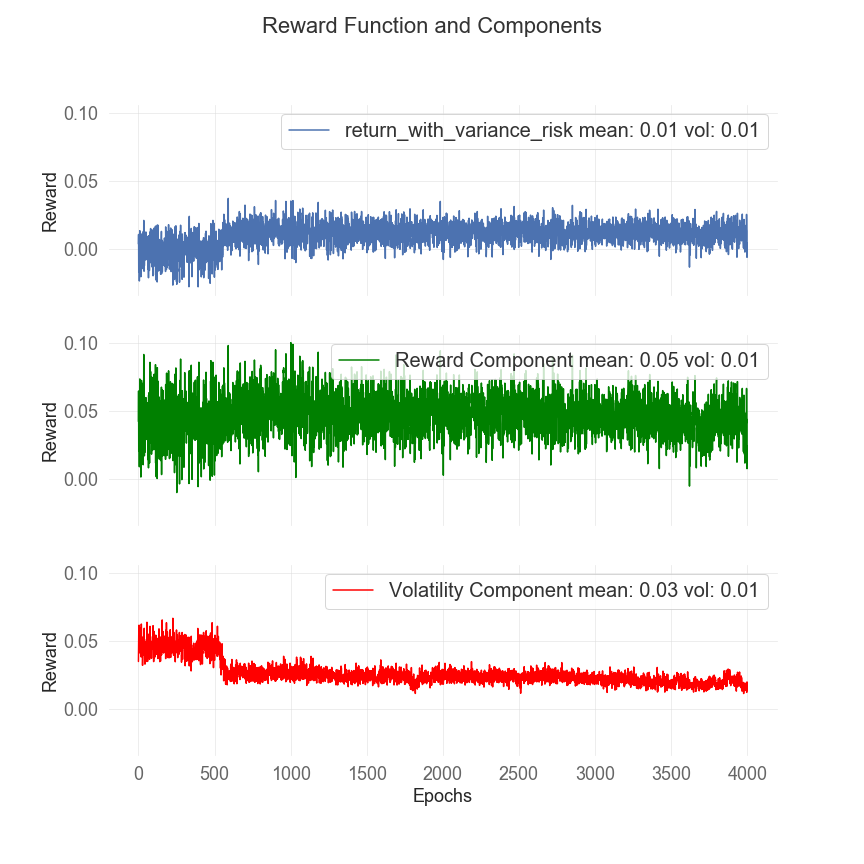 Reward Function and Components
0.10
return_with_variance_risk mean: 0.01 vol: 0.01
0.05
Reward
0.00
0.10
Reward Component mean: 0.05 vol: 0.01
0.05
Reward
0.00
0.10
Volatility Component mean: 0.03 vol: 0.01
0.05
Reward
0.00
0 500 1000 1500 2000 2500 3000 3500 4000
Epochs